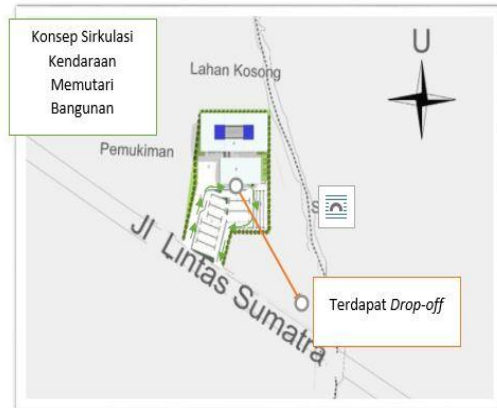 Konsep Sirkulasi
Kendaraan
Memutari
Bangunan
U
Lahan Kosong
Pemukiman
Jl Lintas Sumatra
Terdapat Drop-off